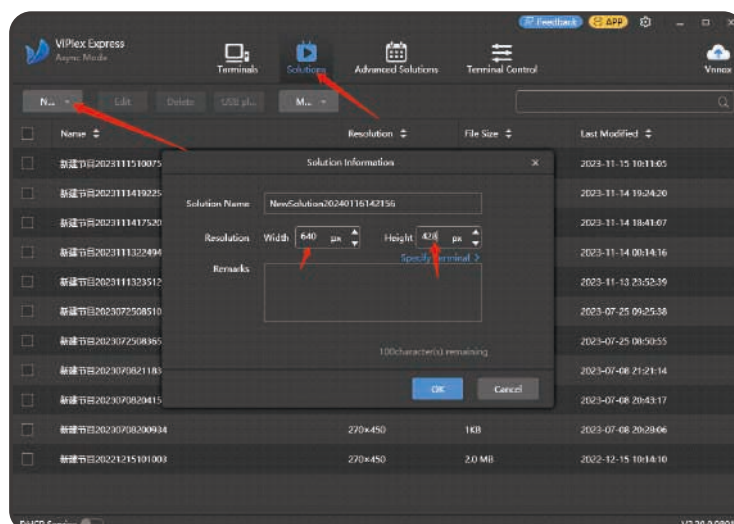 Feedback
APP
ViPlex Express
Async Mode
Terminals
Solutions
Advanced Solutions
Terminal Control
Vnnox
N...
Edit
Delete
USB pl...
M...
Name
Resolution
File Size
Last Modified
新建节目2023111510075
2023-11-15 10:11:05
新建节目2023111419225
2023-11-14 19:24:20
新建节目2023111417520
2023-11-14 18:41:07
新建节目2023111322494
2023-11-14 00:14:16
新建节目2023111323512
2023-11-13 23:52:39
新建节目2023072508510
2023-07-25 09:25:38
新建节目2023072508365
2023-07-25 08:50:55
新建节目2023070821183
2023-07-08 21:21:14
新建节目2023070820415
2023-07-08 20:43:17
新建节目20230708200934
270×450
1KB
2023-07-08 20:28:06
新建节目20221215101003
270×450
2.0 MB
2022-12-15 10:14:10
Solution Information
Solution Name
NewSolution20240116142156
Resolution
Width
640
px
Height
428
px
Specify Terminal >
Remarks
100character(s) remaining
OK
Cancel